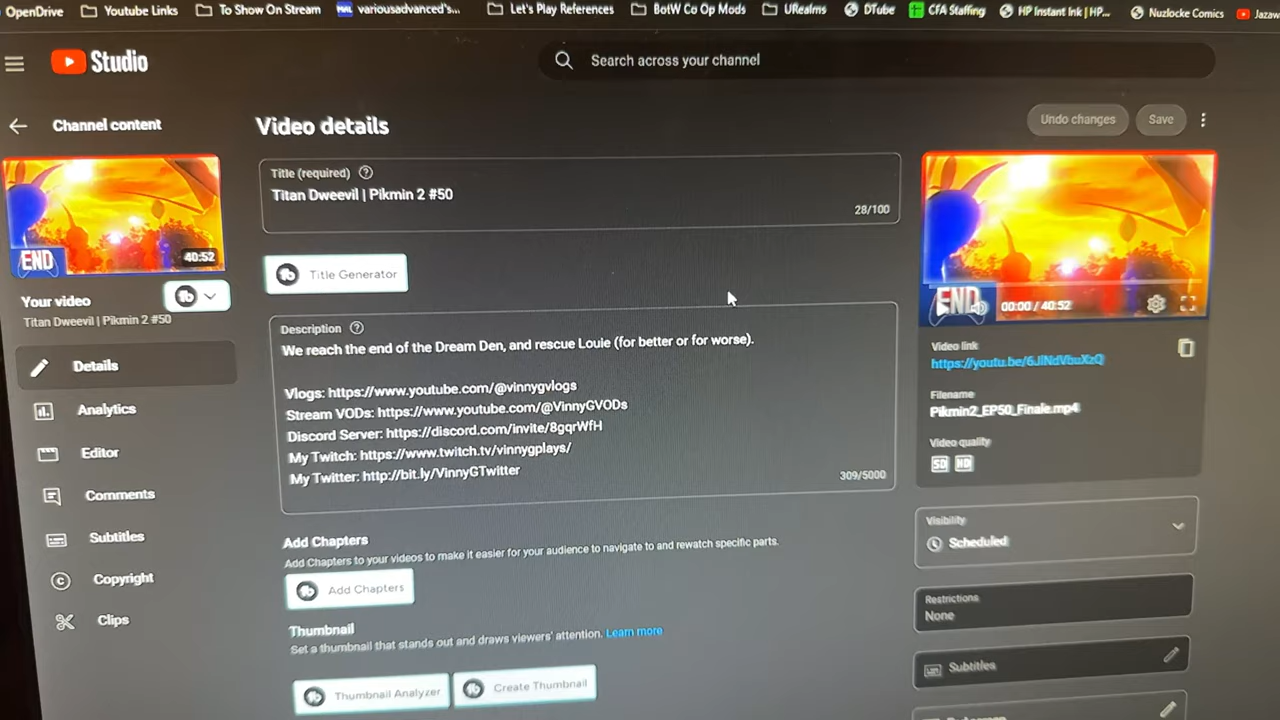 OpenDrive
Youtube Links
To Show On Stream
variousadvanced's...
Let's Play References
BotW Co Op Mods
URealms
DTube
CFA Staffing
HP Instant Ink | HP...
Nuzlocke Comics
Jazaw
Studio
Search across your channel
Channel content
Video details
Undo changes
Save
END
40:52
Your video
Titan Dweevil | Pikmin 2 #50
Details
Analytics
Editor
Comments
Subtitles
Copyright
Clips
Title (required)
Titan Dweevil | Pikmin 2 #50
28/100
tb Title Generator
Description
We reach the end of the Dream Den, and rescue Louie (for better or for worse).
Vlogs: https://www.youtube.com/@vinnygvlogs
Stream VODs: https://www.youtube.com/@VinnyGVODs
Discord Server: https://discord.com/invite/8gqrWfH
My Twitch: https://www.twitch.tv/vinnygplays/
My Twitter: http://bit.ly/VinnyGTwitter
309/5000
Add Chapters
Add Chapters to your videos to make it easier for your audience to navigate to and rewatch specific parts.
tb Add Chapters
Thumbnail
Set a thumbnail that stands out and draws viewers' attention. Learn more
tb Thumbnail Analyzer
tb Create Thumbnail
END
00:00 / 40:52
Video link
Filename
Pikmin2_EP50_Finale.mp4
Video quality
SD HD
Visibility
Scheduled
Restrictions
None
Subtitles